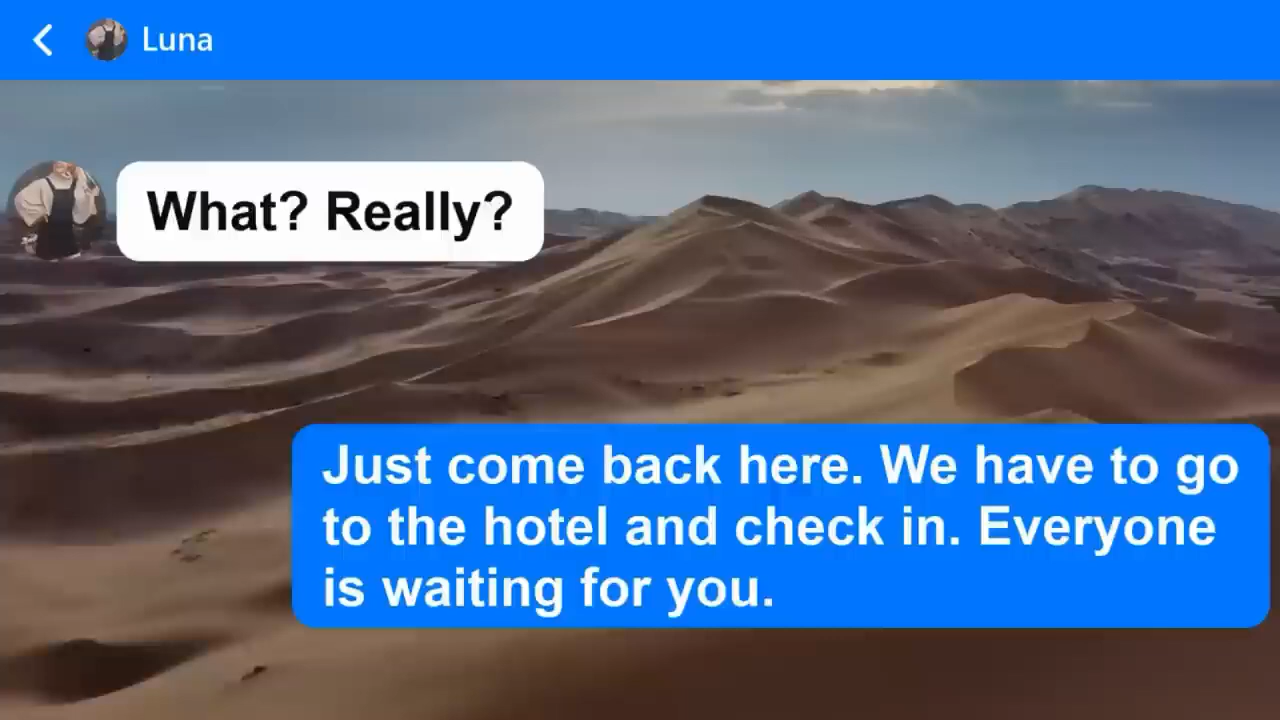 Luna
What? Really?
Just come back here. We have to go
to the hotel and check in. Everyone
is waiting for you.